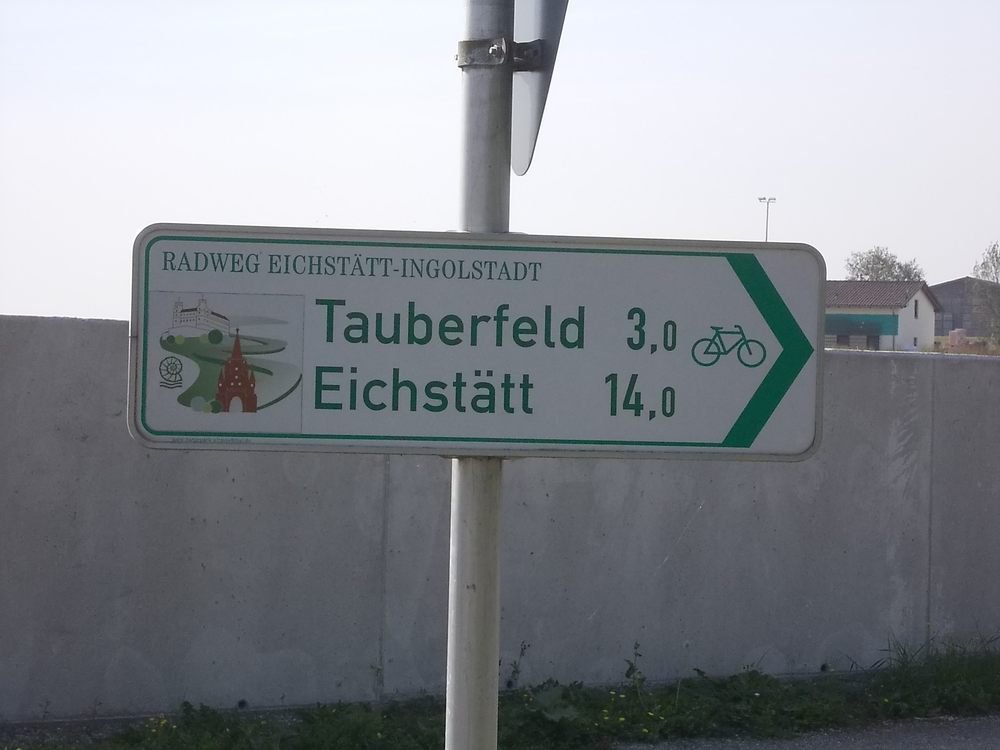 RADWEG EICHSTÄTT-INGOLSTADT
Tauberfeld 3,0
Eichstätt 14,0